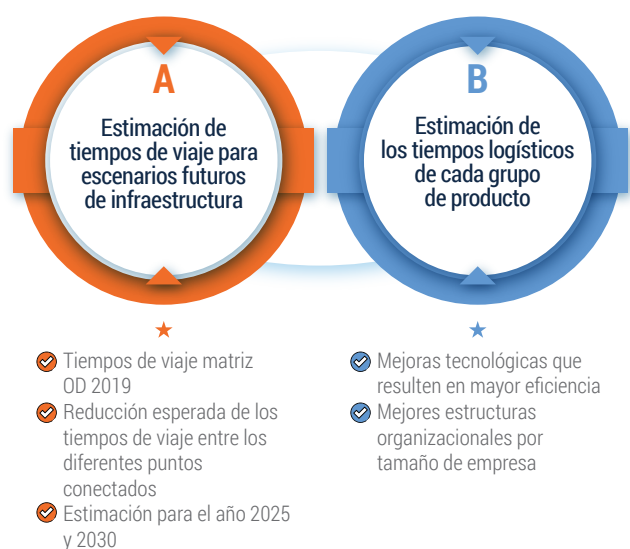 A
Estimación de
tiempos de viaje para
escenarios futuros
de infraestructura
B
Estimación de
los tiempos logísticos
de cada grupo
de producto
Tiempos de viaje matriz
OD 2019
Reducción esperada de los
tiempos de viaje entre los
diferentes puntos
conectados
Estimación para el año 2025
y 2030
Mejoras tecnológicas que
resulten en mayor eficiencia
Mejores estructuras
organizacionales por
tamaño de empresa